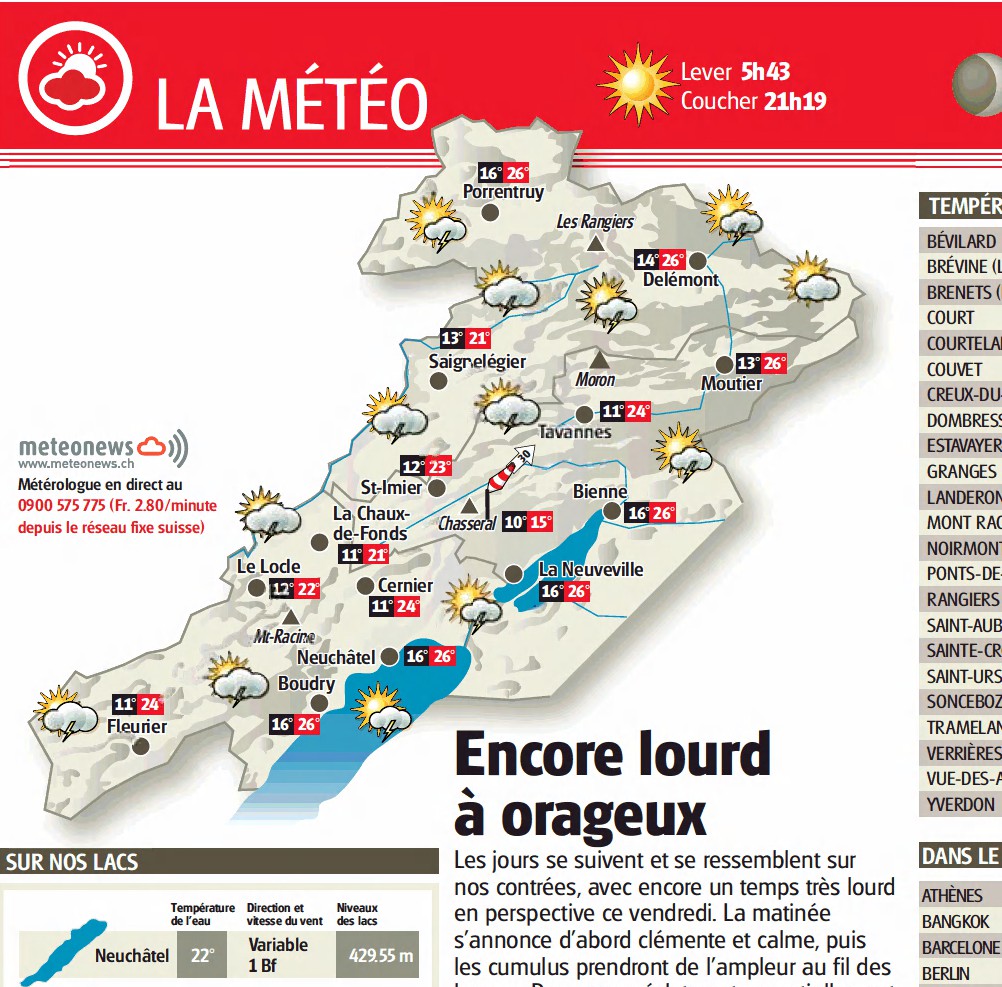 LA MÉTÉO
Lever 5h43
Coucher 21h19
16° 26°
Porrentruy
Les Rangiers
14° 26°
Delémont
13° 21°
Saignelégier
Moron
13° 26°
Moutier
11° 24°
Tavannes
meteonews
www.meteonews.ch
Météorologue en direct au
0900 575 775 (Fr. 2.80/minute
depuis le réseau fixe suisse)
12° 23°
St-Imier
30
Chasseral
10° 15°
Bienne
16° 26°
La Chaux-
de-Fonds
11° 21°
Le Locle
12° 22°
Cernier
11° 24°
La Neuveville
16° 26°
Mt-Racine
Neuchâtel
16° 26°
Boudry
16° 26°
11° 24°
Fleurier
Encore lourd
à orageux
Les jours se suivent et se ressemblent sur
nos contrées, avec encore un temps très lourd
en perspective ce vendredi. La matinée
s’annonce d’abord clémente et calme, puis
les cumulus prendront de l’ampleur au fil des
SUR NOS LACS
Température
de l’eau
Direction et
vitesse du vent
Niveaux
des lacs
Neuchâtel
22°
Variable
1 Bf
429.55 m
TEMPÉR
BÉVILARD
BRÉVINE (L
BRENETS (
COURT
COURTELA
COUVET
CREUX-DU-
DOMBRESS
ESTAVAYER
GRANGES
LANDERON
MONT RAC
NOIRMONT
PONTS-DE-
RANGIERS
SAINT-AUB
SAINTE-CR
SAINT-URS
SONCEBOZ
TRAMELAN
VERRIÈRES
VUE-DES-A
YVERDON
DANS LE
ATHÈNES
BANGKOK
BARCELONE
BERLIN